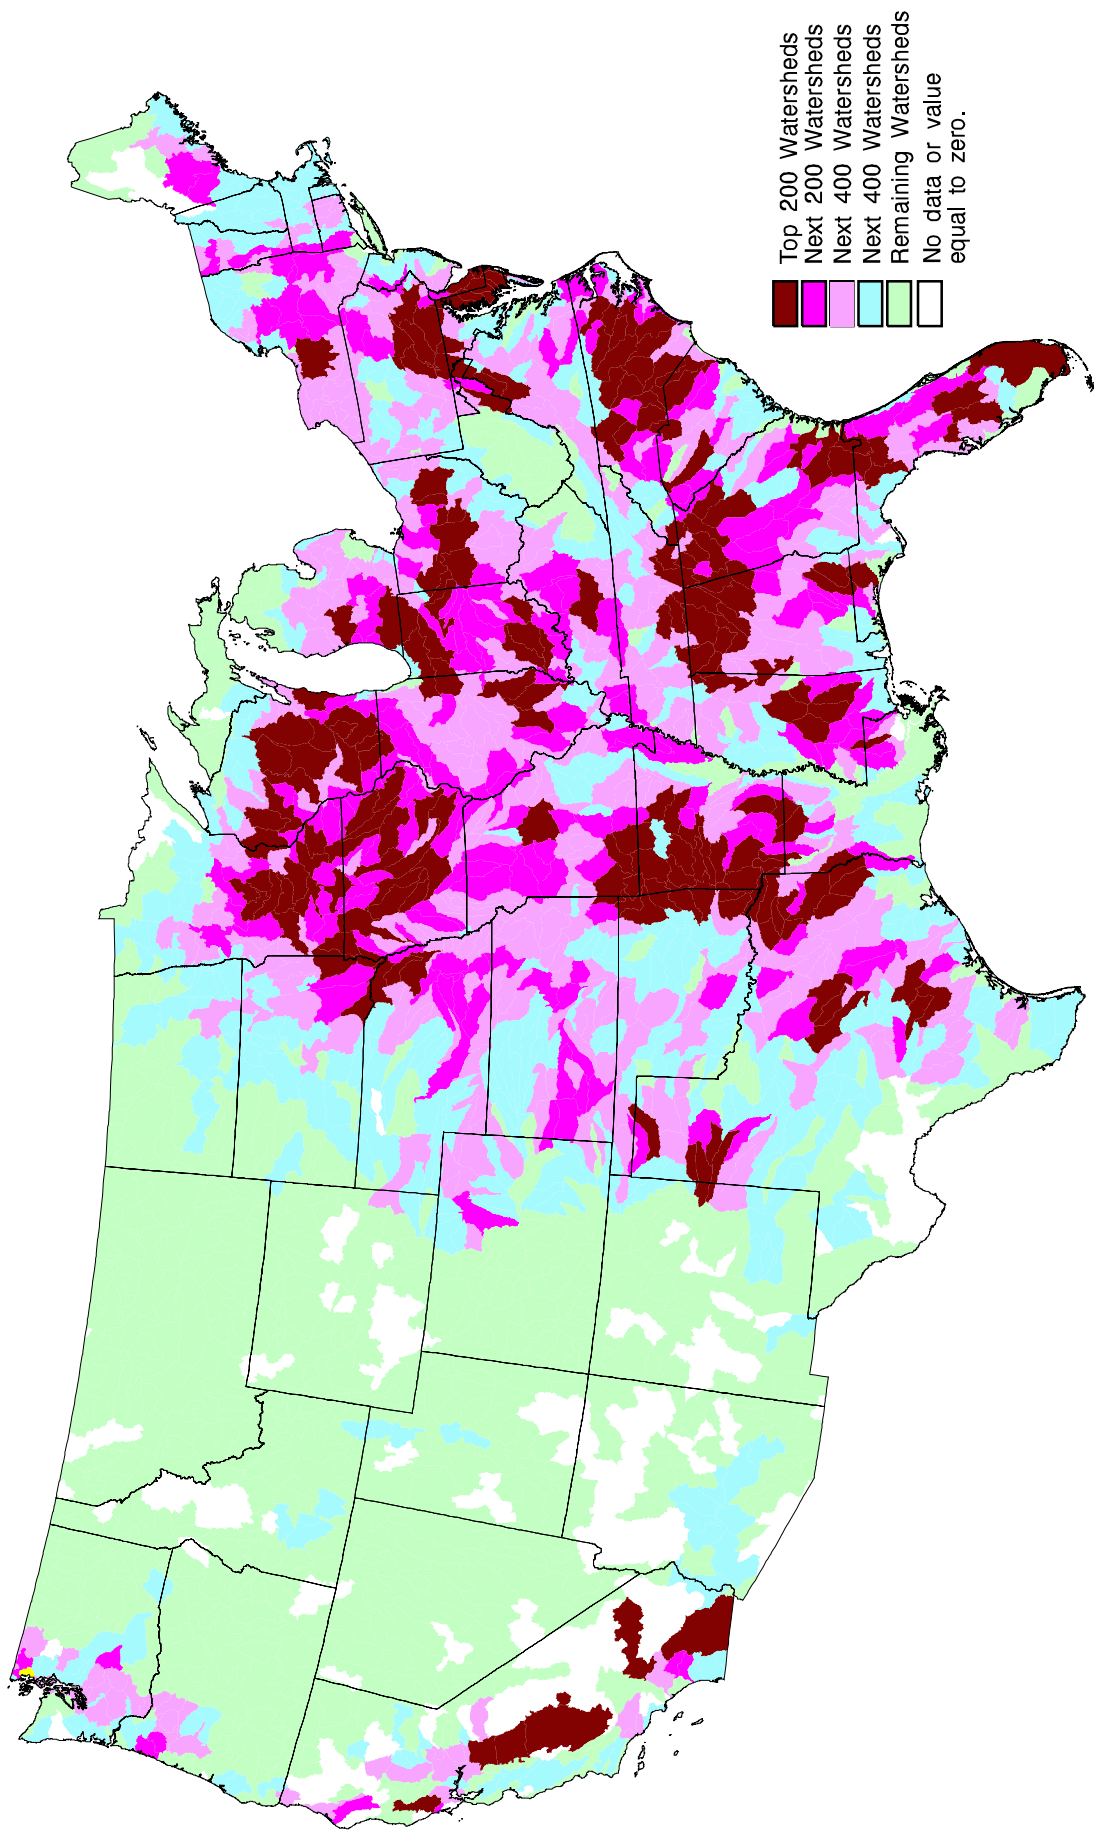 Top 200 Watersheds
Next 200 Watersheds
Next 400 Watersheds
Next 400 Watersheds
Remaining Watersheds
No data or value
equal to zero.